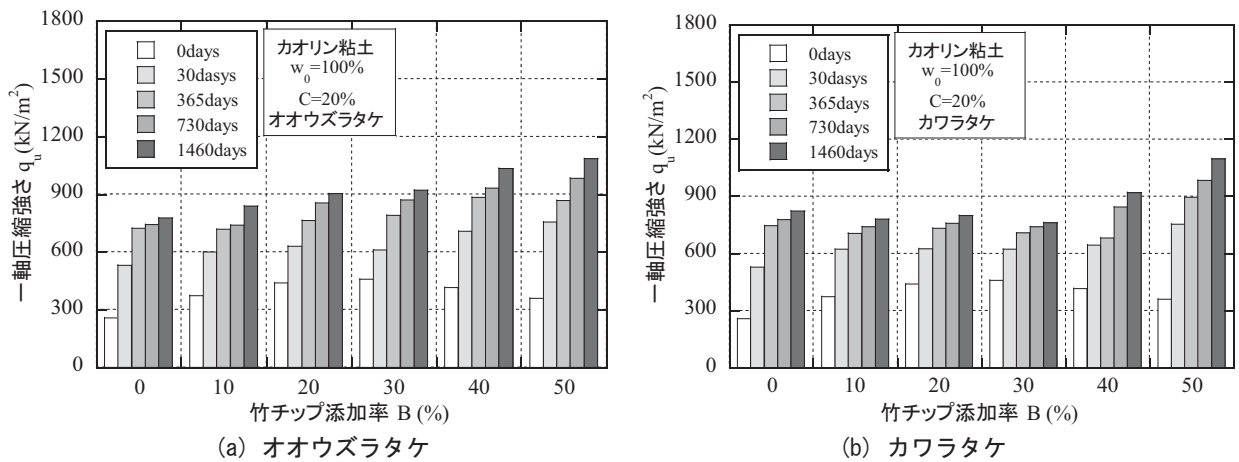 一軸圧縮強さ q_u (kN/m²)
1800
1500
1200
900
600
300
0
0days
30dasys
365days
730days
1460days
カオリン粘土
w_0=100%
C=20%
オオウズラタケ
0 10 20 30 40 50
竹チップ添加率 B (%)
(a) オオウズラタケ
一軸圧縮強さ q_u (kN/m²)
1800
1500
1200
900
600
300
0
0days
30dasys
365days
730days
1460days
カオリン粘土
w_0=100%
C=20%
カワラタケ
0 10 20 30 40 50
竹チップ添加率 B (%)
(b) カワラタケ